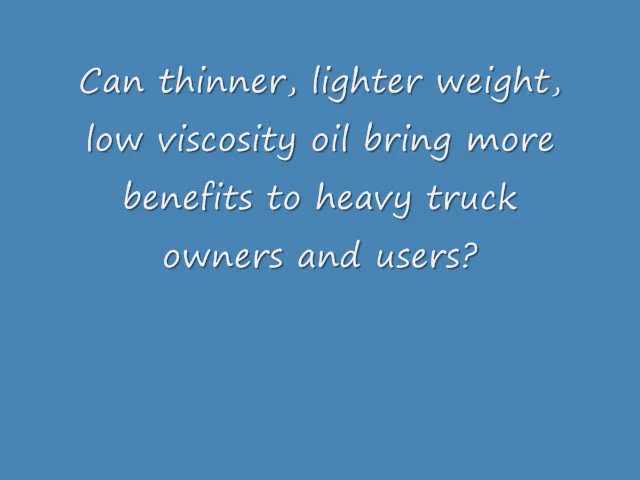 Can thinner, lighter weight,
low viscosity oil bring more
benefits to heavy truck
owners and users?